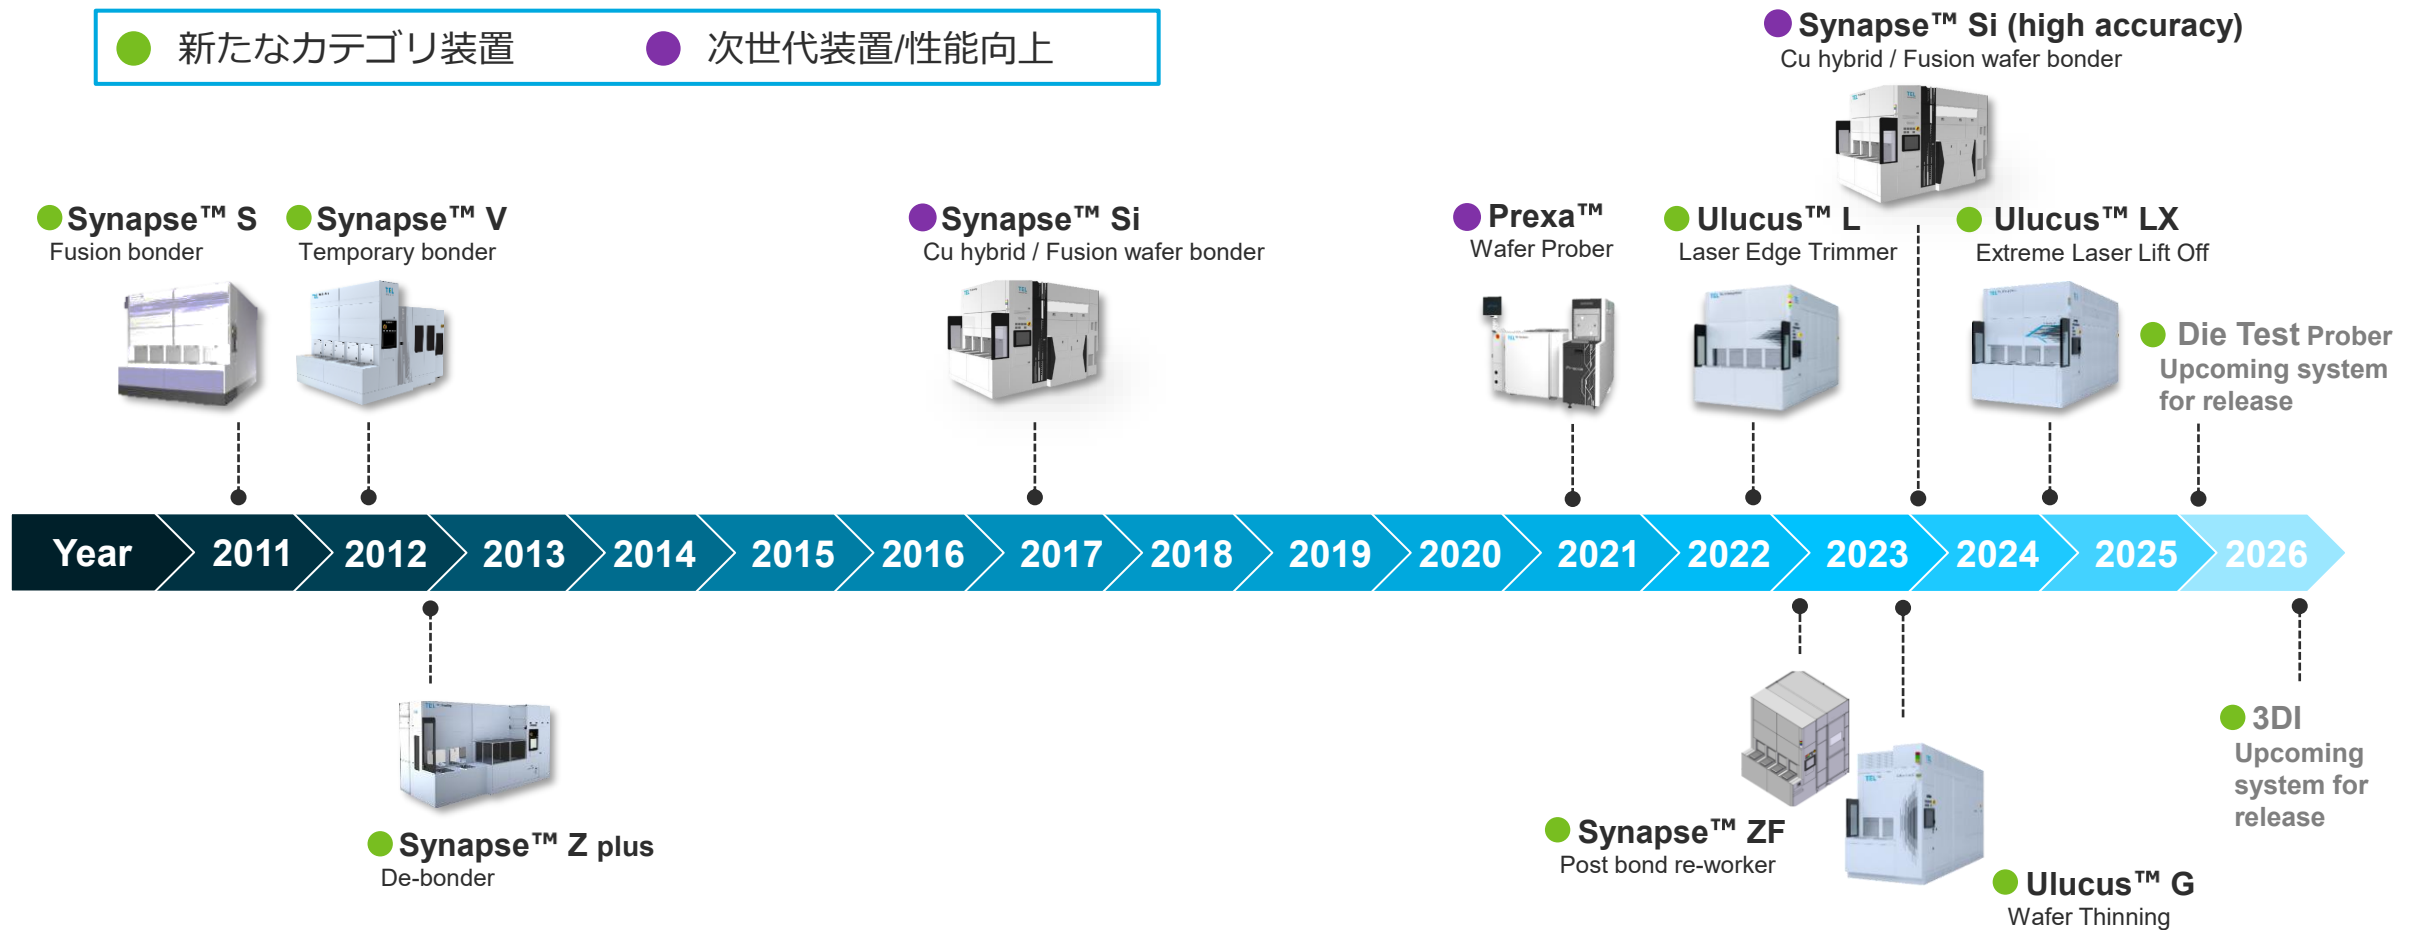 新たなカテゴリ装置
次世代装置/性能向上
Synapse™ Si (high accuracy)
Cu hybrid / Fusion wafer bonder
Synapse™ S
Fusion bonder
Synapse™ V
Temporary bonder
Synapse™ Si
Cu hybrid / Fusion wafer bonder
Prexa™
Wafer Prober
Ulucus™ L
Laser Edge Trimmer
Ulucus™ LX
Extreme Laser Lift Off
Die Test Prober
Upcoming system
for release
Year 2011 2012 2013 2014 2015 2016 2017 2018 2019 2020 2021 2022 2023 2024 2025 2026
Synapse™ Z plus
De-bonder
Synapse™ ZF
Post bond re-worker
Ulucus™ G
Wafer Thinning
3DI
Upcoming
system for
release